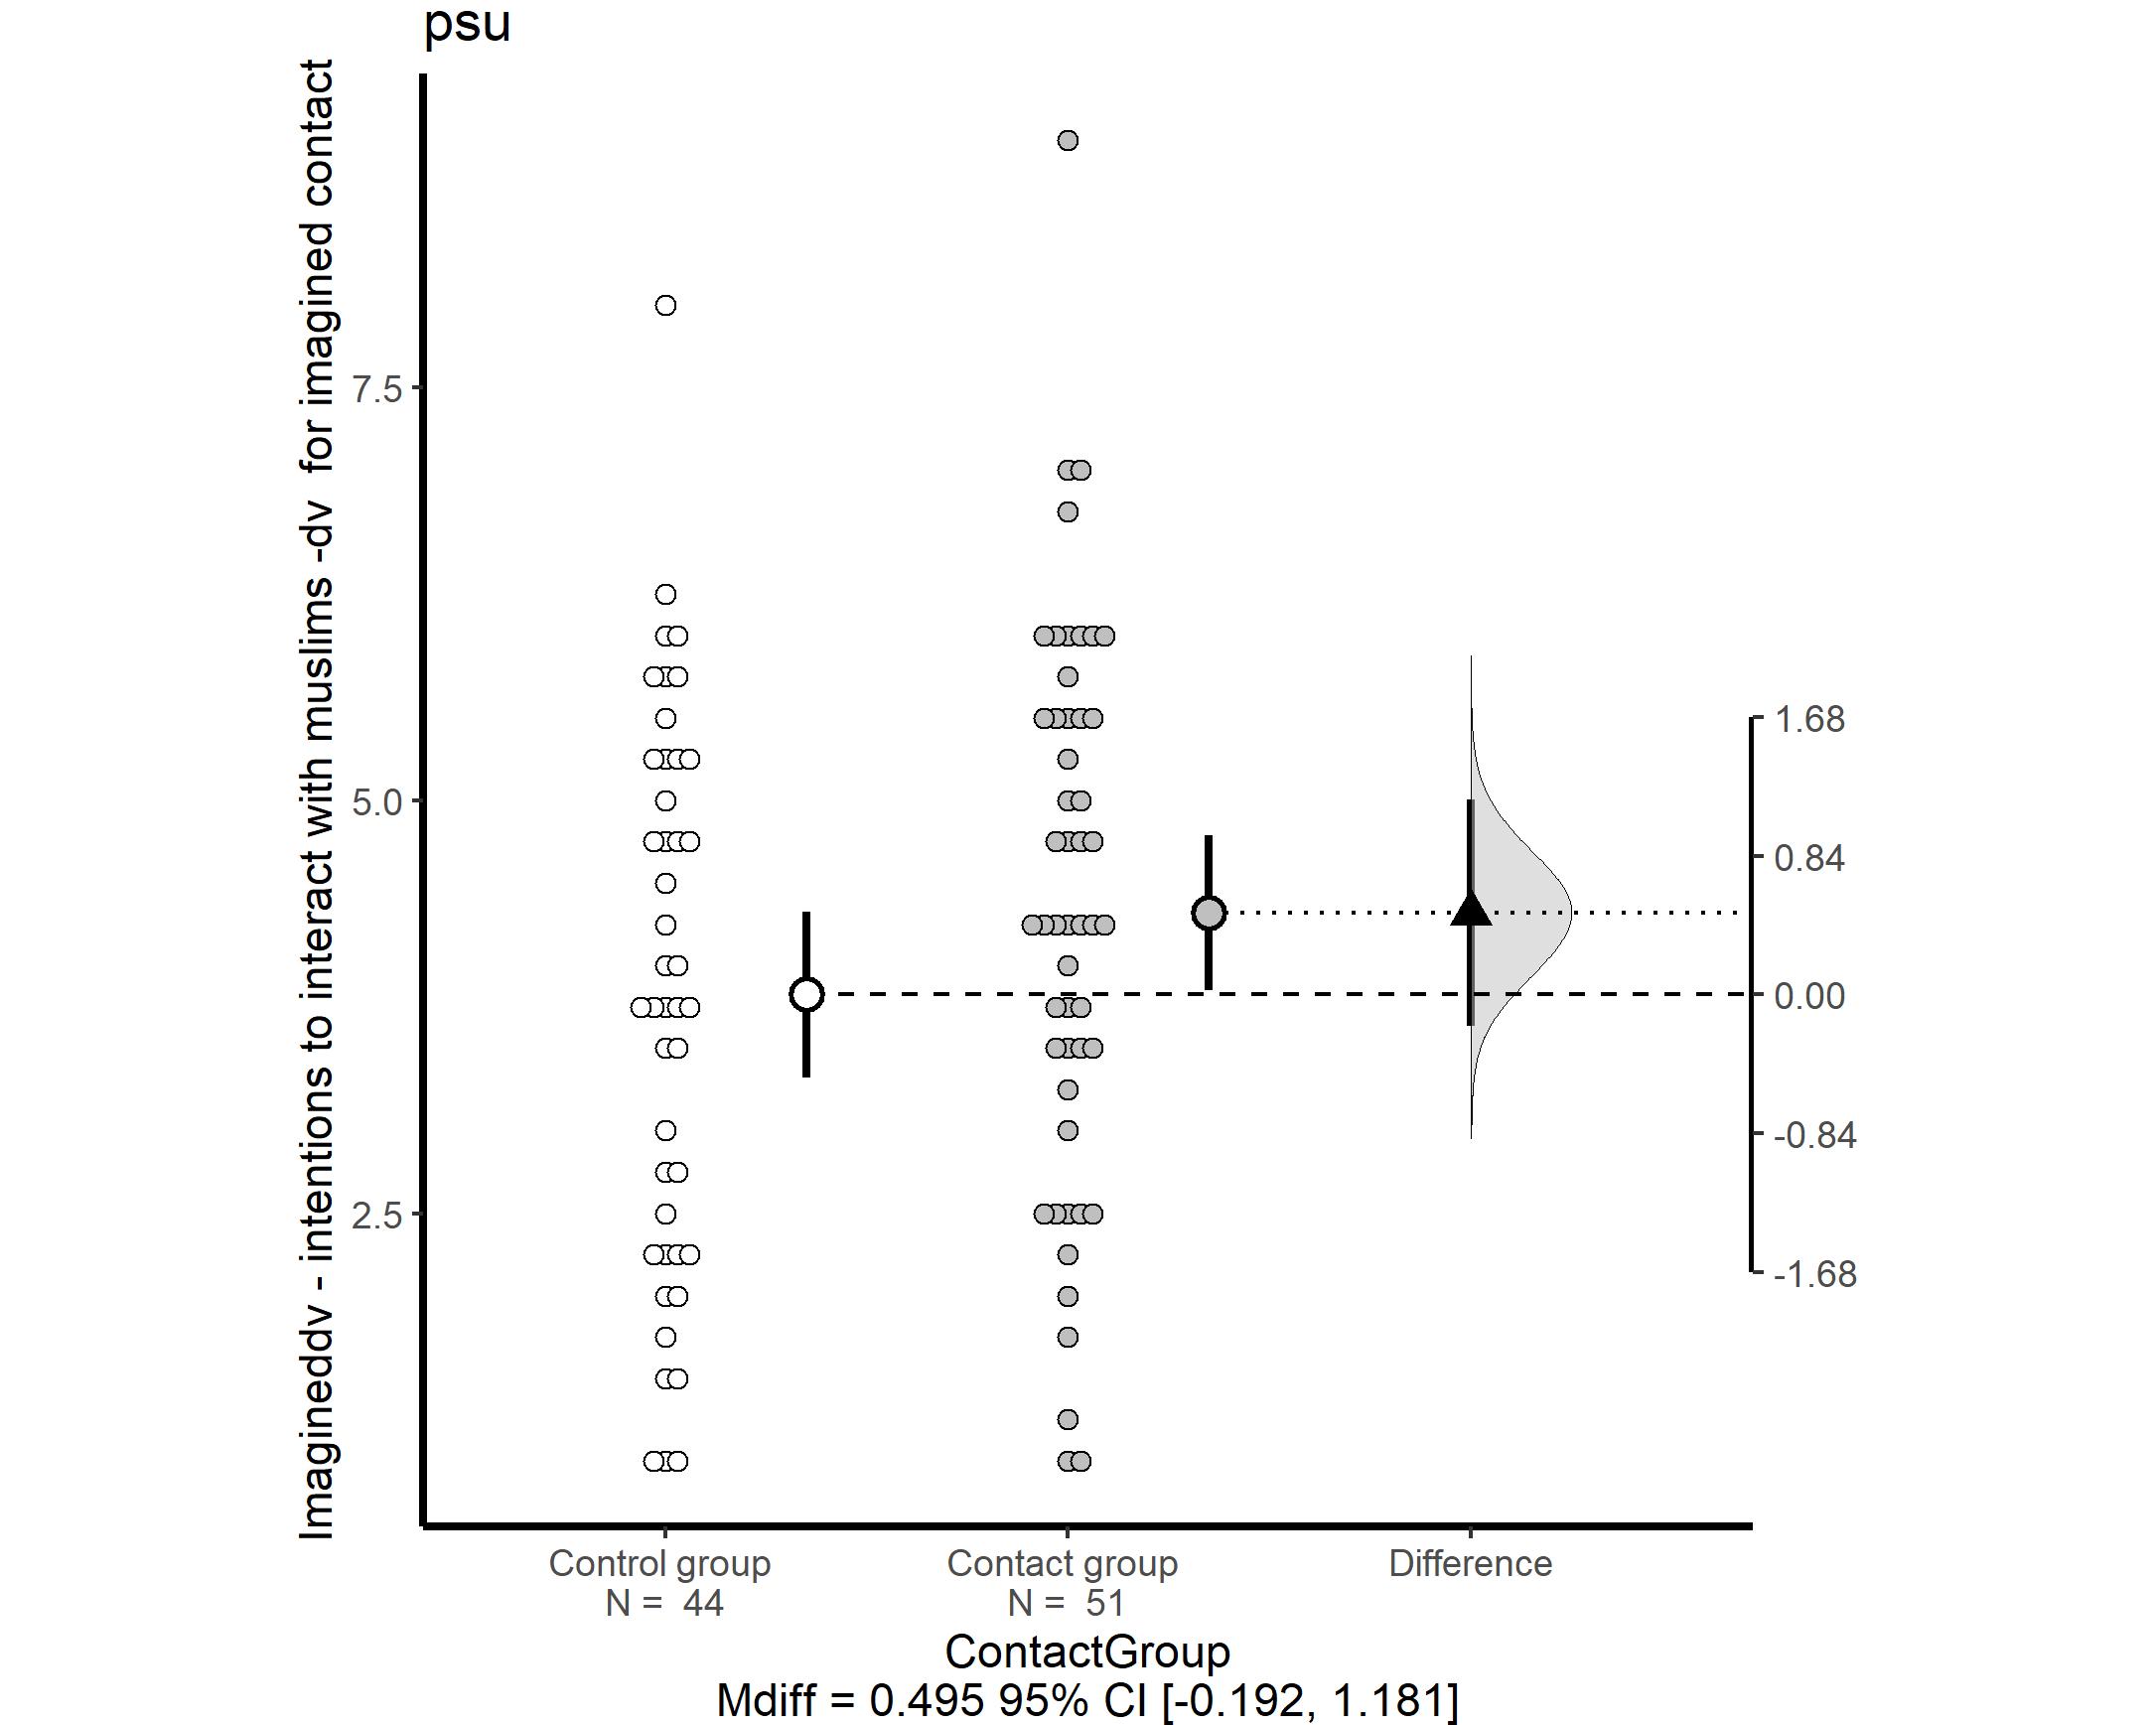 psu
Imagineddv - intentions to interact with muslims -dv  for imagined contact
7.5
5.0
2.5
1.68
0.84
0.00
-0.84
-1.68
Control group
N =  44
Contact group
N =  51
Difference
ContactGroup
Mdiff = 0.495 95% CI [-0.192, 1.181]